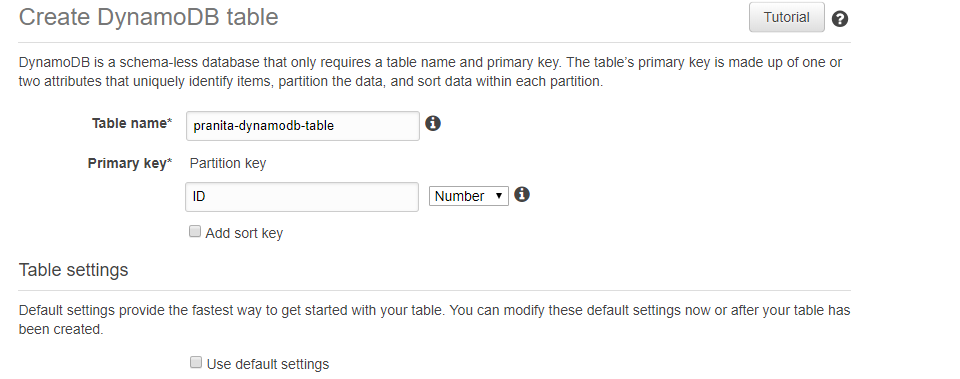 Create DynamoDB table
Tutorial
DynamoDB is a schema-less database that only requires a table name and primary key. The table's primary key is made up of one or
two attributes that uniquely identify items, partition the data, and sort data within each partition.
Table name* pranita-dynamodb-table
Primary key* Partition key
ID Number
Add sort key
Table settings
Default settings provide the fastest way to get started with your table. You can modify these default settings now or after your table has
been created.
Use default settings